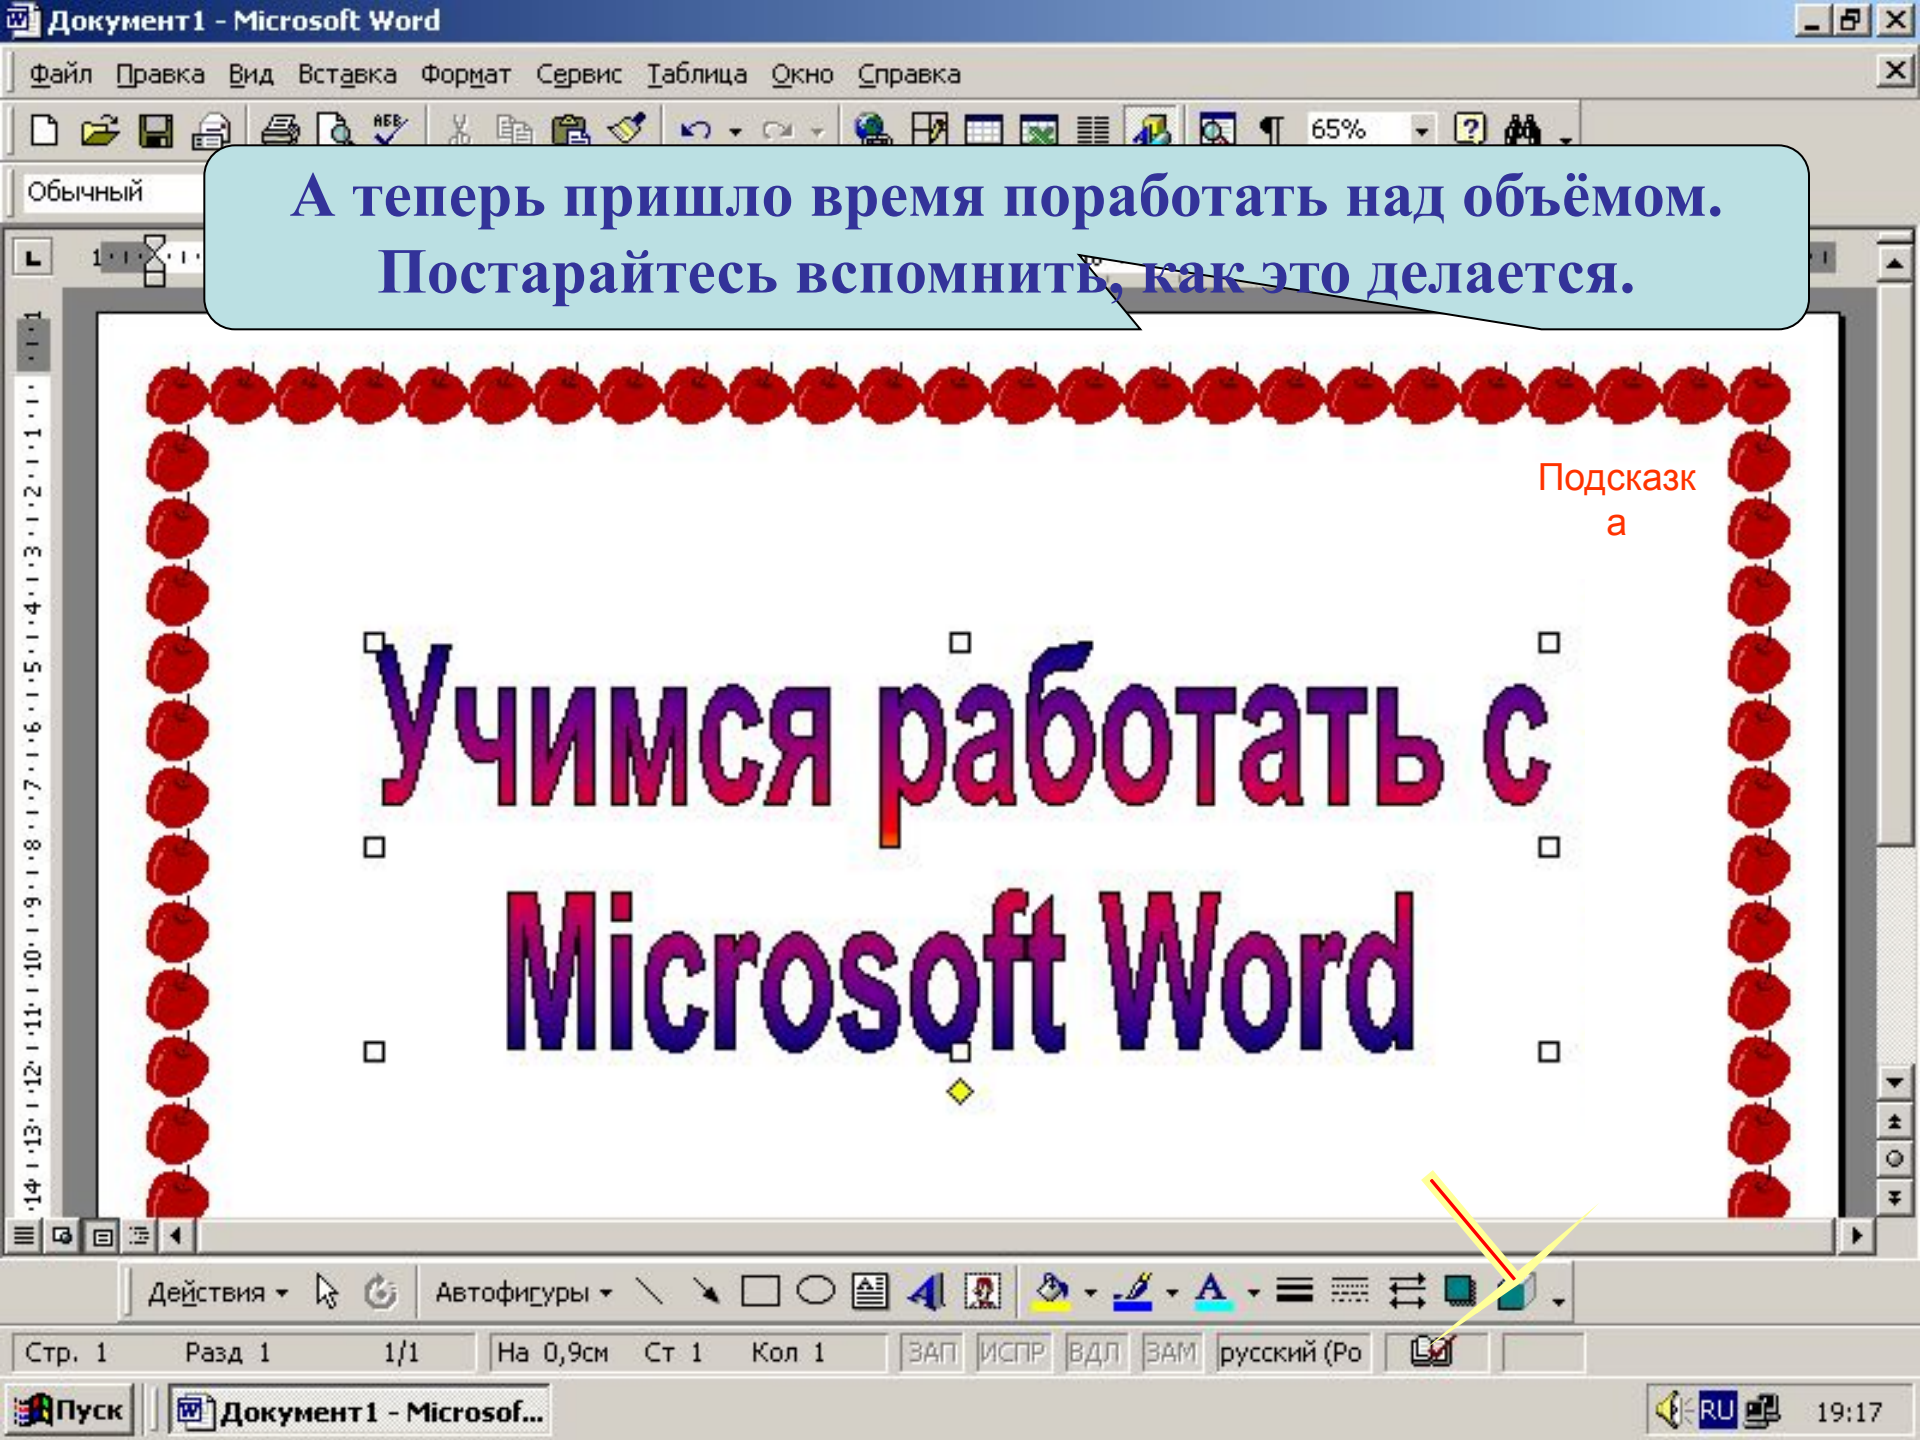 Документ1 - Microsoft Word
Файл Правка Вид Вставка Формат Сервис Таблица Окно Справка
65%
Обычный
А теперь пришло время поработать над объёмом.
Постарайтесь вспомнить, как это делается.
Подсказк
а
Учимся работать с
Microsoft Word
Действия Автофигуры
Стр. 1 Разд 1 1/1 На 0,9см Ст 1 Кол 1 ЗАП ИСПР ВДЛ ЗАМ русский (Ро
Пуск Документ1 - Microsof... RU 19:17